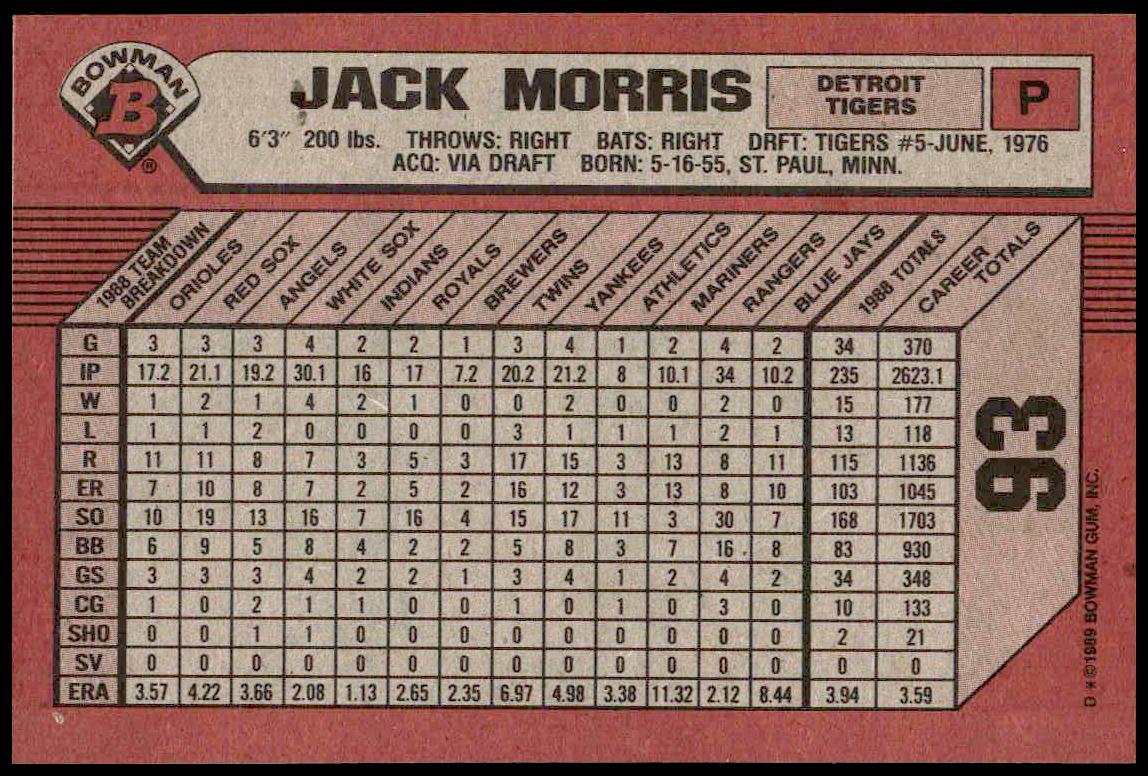 BOWMAN
B
®
JACK MORRIS
DETROIT
TIGERS
P
6'3" 200 lbs. THROWS: RIGHT BATS: RIGHT DRFT: TIGERS #5-JUNE, 1976
ACQ: VIA DRAFT BORN: 5-16-55, ST. PAUL, MINN.
1988 TEAM
BREAKDOWN
ORIOLES
RED SOX
ANGELS
WHITE SOX
INDIANS
ROYALS
BREWERS
TWINS
YANKEES
ATHLETICS
MARINERS
RANGERS
BLUE JAYS
1988 TOTALS
CAREER
TOTALS
G 3 3 3 4 2 2 1 3 4 1 2 4 2 34 370
IP 17.2 21.1 19.2 30.1 16 17 7.2 20.2 21.2 8 10.1 34 10.2 235 2623.1
W 1 2 1 4 2 1 0 0 2 0 0 2 0 15 177
L 1 1 2 0 0 0 0 3 1 1 1 2 1 13 118
R 11 11 8 7 3 5 3 17 15 3 13 8 11 115 1136
ER 7 10 8 7 2 5 2 16 12 3 13 8 10 103 1045
SO 10 19 13 16 7 16 4 15 17 11 3 30 7 168 1703
BB 6 9 5 8 4 2 2 5 8 3 7 16 8 83 930
GS 3 3 3 4 2 2 1 3 4 1 2 4 2 34 348
CG 1 0 2 1 1 0 0 1 0 1 0 3 0 10 133
SHO 0 0 1 1 0 0 0 0 0 0 0 0 0 2 21
SV 0 0 0 0 0 0 0 0 0 0 0 0 0 0 0
ERA 3.57 4.22 3.66 2.08 1.13 2.65 2.35 6.97 4.98 3.38 11.32 2.12 8.44 3.94 3.59
93
D *©1989 BOWMAN GUM, INC.